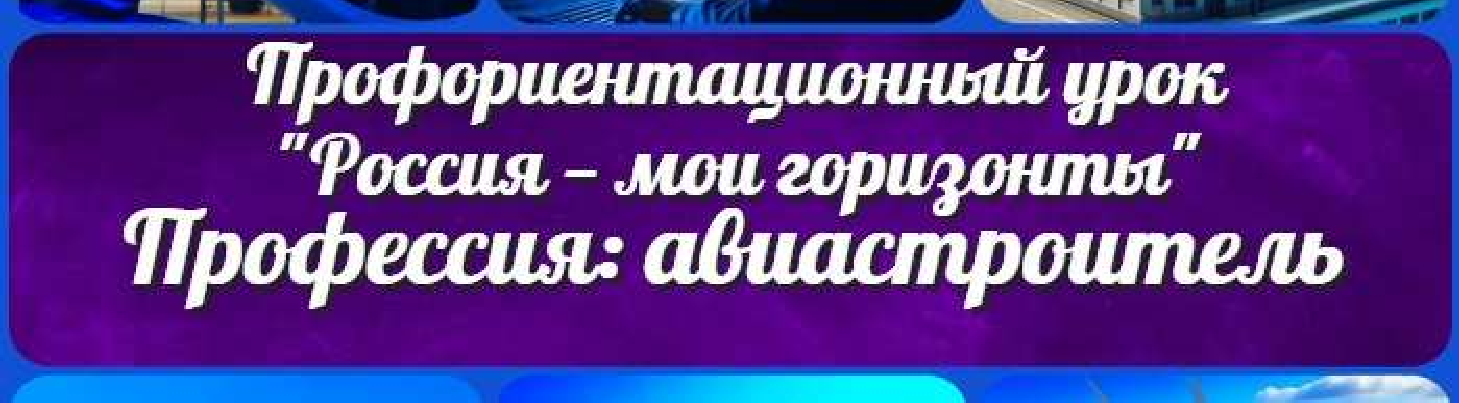 Профориентационный урок
"Россия – мои горизонты"
Профессия: авиастроитель